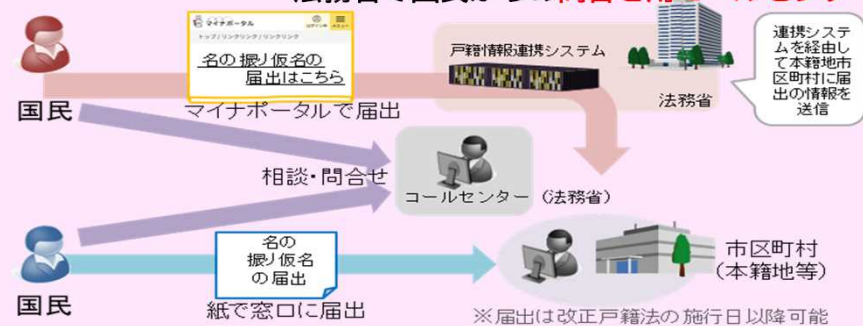 マイナポータル
トップ/リンクリンク/リンクリンク
名の振り仮名の
届出はこちら
戸籍情報連携システム
法務省
連携システ
ムを経由し
て本籍地市
区町村に届
出の情報を
送信
国民
マイナポータルで届出
相談・問合せ
コールセンター（法務省）
名の
振り仮名
の届出
市区町村
（本籍地等）
国民
紙で窓口に届出
※届出は改正戸籍法の施行日以降可能